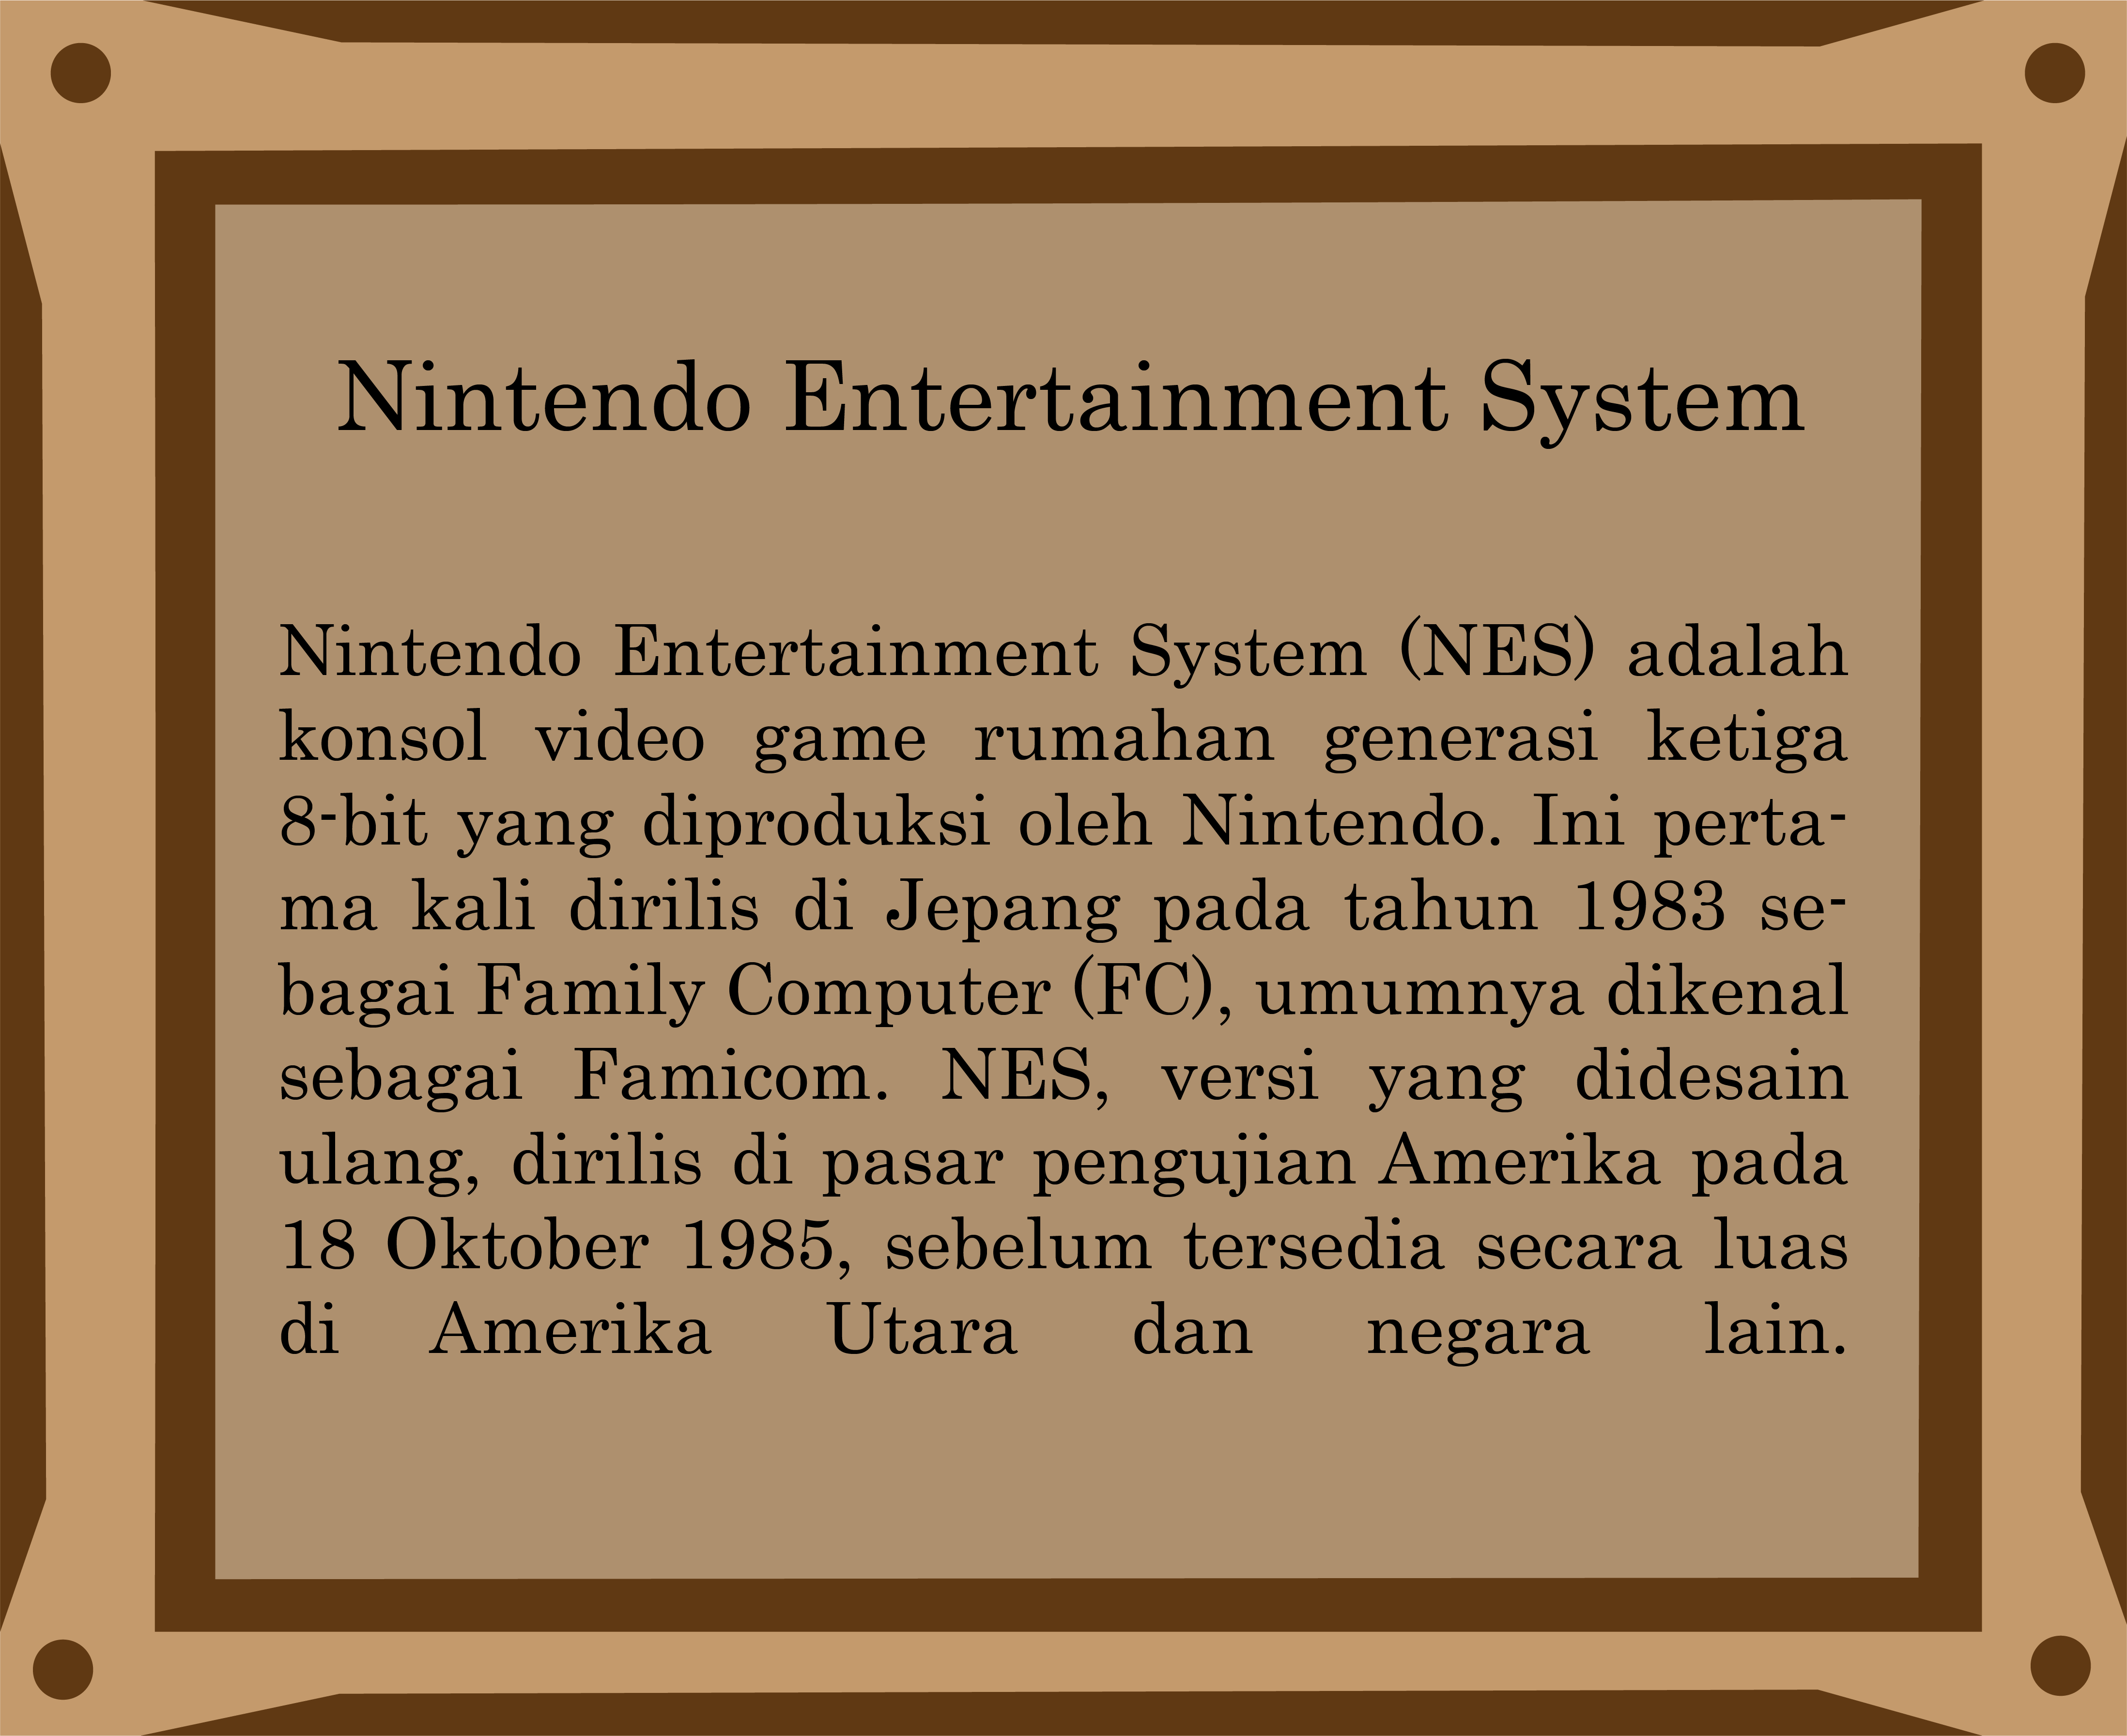 Nintendo Entertainment System
Nintendo Entertainment System (NES) adalah
konsol video game rumahan generasi ketiga
8-bit yang diproduksi oleh Nintendo. Ini perta-
ma kali dirilis di Jepang pada tahun 1983 se-
bagai Family Computer (FC), umumnya dikenal
sebagai Famicom. NES, versi yang didesain
ulang, dirilis di pasar pengujian Amerika pada
18 Oktober 1985, sebelum tersedia secara luas
di Amerika Utara dan negara lain.